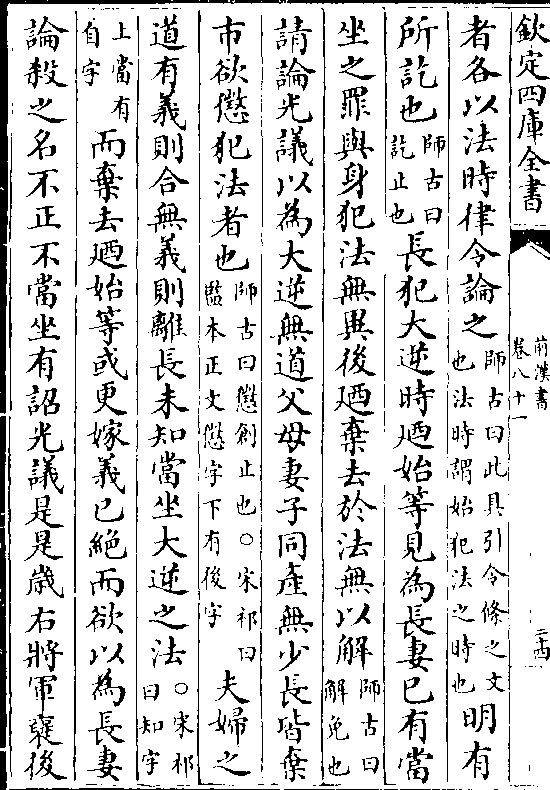 欽定四庫全書
前漢書
卷八十一
二十四
者各以法時律令論之師古曰此具引令條之文也法時謂始犯法之時也明有
所訖也師古曰訖止也長犯大逆時廼始等見為長妻已有當
坐之罪與身犯法無異後廼棄去於法無以解師古曰解免也
請論光議以為大逆無道父母妻子同產無少長皆棄
市欲懲犯法者也師古曰懲創止也○宋祁曰監本正文懲字下有後字夫婦之
道有義則合無義則離長未知當坐大逆之法○宋祁曰知字
上當有自字而棄去廼始等或更嫁義已絕而欲以為長妻
論殺之名不正不當坐有詔光議是是歲右將軍襃後